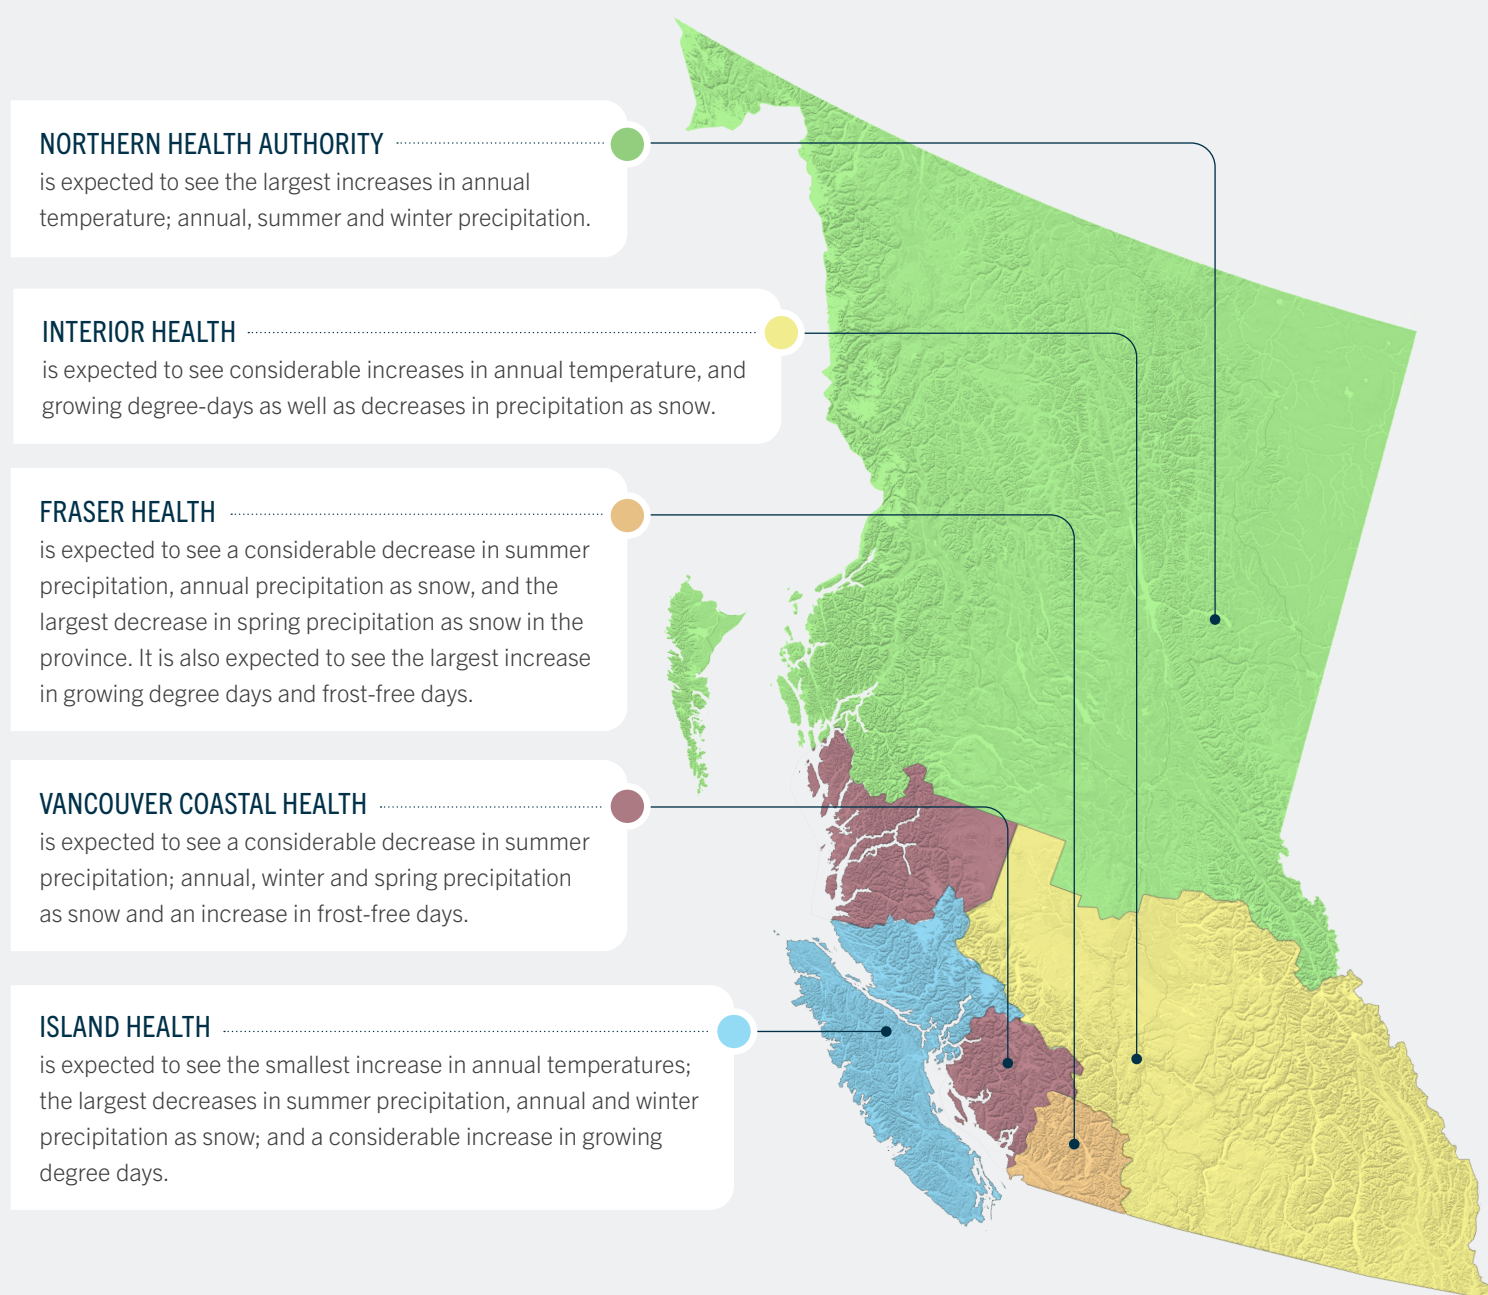 NORTHERN HEALTH AUTHORITY
is expected to see the largest increases in annual
temperature; annual, summer and winter precipitation.
INTERIOR HEALTH
is expected to see considerable increases in annual temperature, and
growing degree-days as well as decreases in precipitation as snow.
FRASER HEALTH
is expected to see a considerable decrease in summer
precipitation, annual precipitation as snow, and the
largest decrease in spring precipitation as snow in the
province. It is also expected to see the largest increase
in growing degree days and frost-free days.
VANCOUVER COASTAL HEALTH
is expected to see a considerable decrease in summer
precipitation; annual, winter and spring precipitation
as snow and an increase in frost-free days.
ISLAND HEALTH
is expected to see the smallest increase in annual temperatures;
the largest decreases in summer precipitation, annual and winter
precipitation as snow; and a considerable increase in growing
degree days.